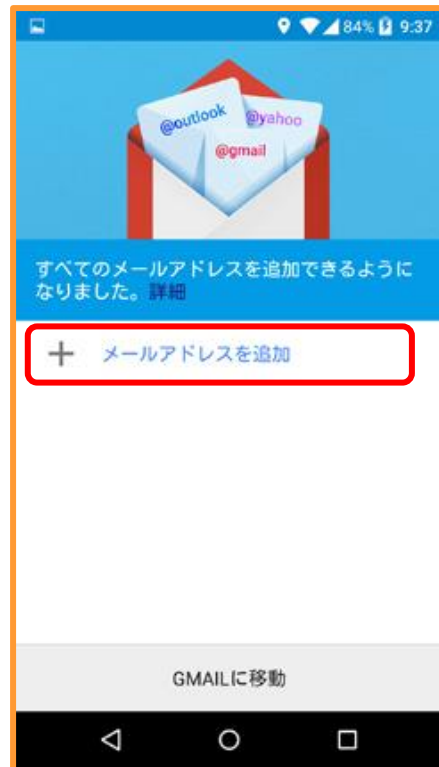 84% 9:37
@outlook @yahoo
@gmail
すべてのメールアドレスを追加できるように
なりました。詳細
メールアドレスを追加
GMAILに移動